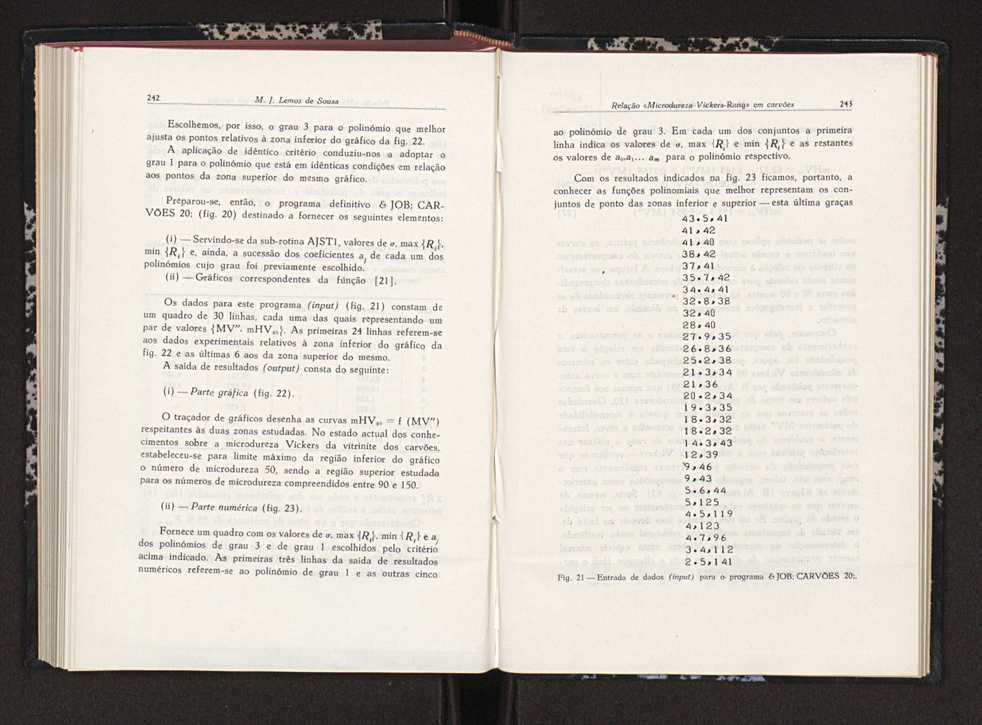 242
M. J. Lemos de Sousa
Escolhemos, por isso, o grau 3 para o polinómio que melhor
ajusta os pontos relativos à zona inferior do gráfico da fig. 22.
A aplicação de idêntico critério conduziu-nos a adoptar o
grau 1 para o polinómio que está em idênticas condições em relação
aos pontos da zona superior do mesmo gráfico.
Preparou-se, então, o programa definitivo & JOB; CAR-
VÕES 20; (fig. 20) destinado a fornecer os seguintes elementos:
(i) — Servindo-se da sub-rotina AJST1, valores de σ, max {Rᵢ},
min {Rᵢ} e, ainda, a sucessão dos coeficientes aⱼ de cada um dos
polinómios cujo grau foi previamente escolhido.
(ii) — Gráficos correspondentes da função [21].
Os dados para este programa (input) (fig. 21) constam de
um quadro de 30 linhas, cada uma das quais representando um
par de valores {MV″, mHV₄₀}. As primeiras 24 linhas referem-se
aos dados experimentais relativos à zona inferior do gráfico da
fig. 22 e as últimas 6 aos da zona superior do mesmo.
A saída de resultados (output) consta do seguinte:
(i) — Parte gráfica (fig. 22).
O traçador de gráficos desenha as curvas mHV₄₀ = f (MV″)
respeitantes às duas zonas estudadas. No estado actual dos conhe-
cimentos sobre a microdureza Vickers da vitrinite dos carvões,
estabeleceu-se para limite máximo da região inferior do gráfico
o número de microdureza 50, sendo a região superior estudada
para os números de microdureza compreendidos entre 90 e 150.
(ii) — Parte numérica (fig. 23).
Fornece um quadro com os valores de σ, max {Rᵢ}, min {Rᵢ} e aⱼ
dos polinómios de grau 3 e de grau 1 escolhidos pelo critério
acima indicado. As primeiras três linhas da saída de resultados
numéricos referem-se ao polinómio de grau 1 e as outras cinco
Relação «Microdureza Vickers-Rang» em carvões
243
ao polinómio de grau 3. Em cada um dos conjuntos a primeira
linha indica os valores de σ, max {Rᵢ} e min {Rᵢ} e as restantes
os valores de a₀,a₁... aₘ para o polinómio respectivo.
Com os resultados indicados na fig. 23 ficamos, portanto, a
conhecer as funções polinomiais que melhor representam os con-
juntos de ponto das zonas inferior e superior — esta última graças
43.5,41
41,42
41,40
38,42
37,41
35.7,42
34.4,41
32.8,38
32,40
28,40
27.9,35
26.8,36
25.2,38
21.3,34
21,36
20.2,34
19.3,35
18.3,32
18.2,32
14.3,43
12,39
9,46
9,43
5.6,44
5,125
4.5,119
4,123
4.7,96
3.4,112
2.5,141
Fig. 21 — Entrada de dados (input) para o programa & JOB; CARVÕES 20;.